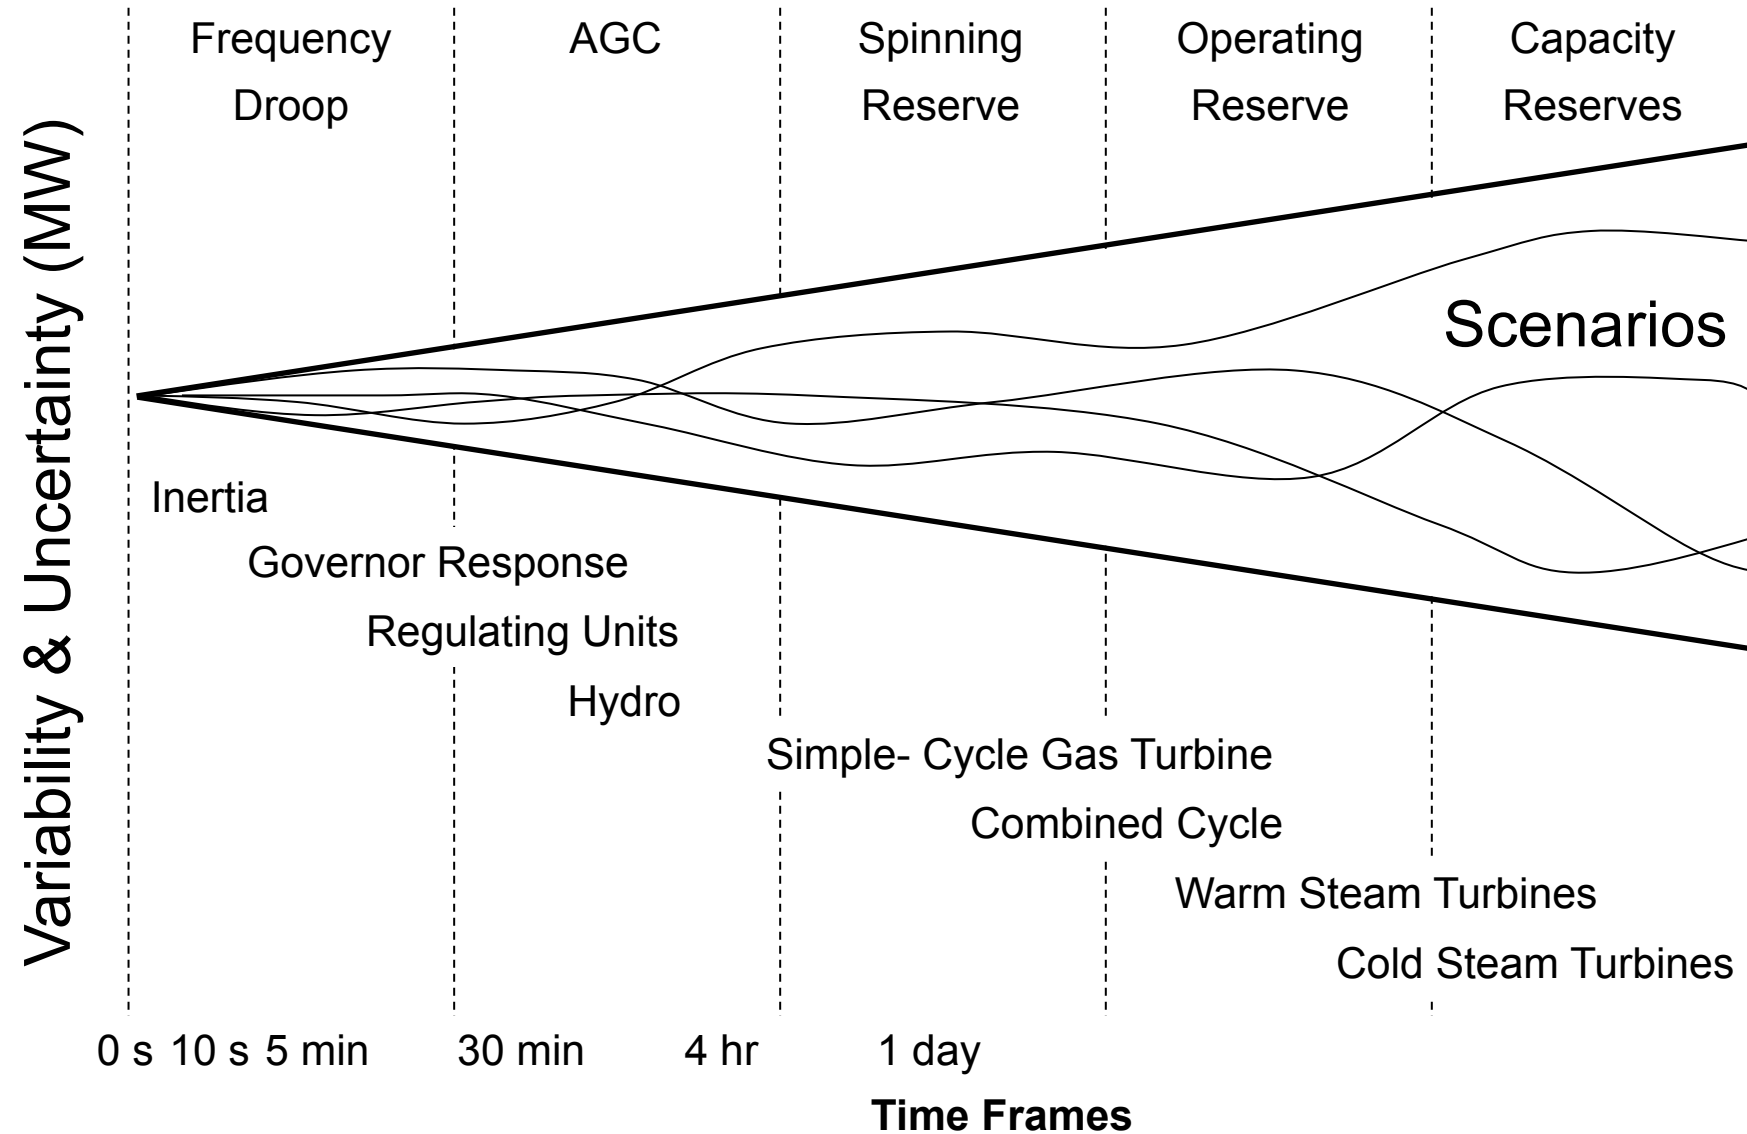 Frequency
Droop
AGC
Spinning
Reserve
Operating
Reserve
Capacity
Reserves
Variability & Uncertainty (MW)
Scenarios
Inertia
Governor Response
Regulating Units
Hydro
Simple- Cycle Gas Turbine
Combined Cycle
Warm Steam Turbines
Cold Steam Turbines
0 s 10 s 5 min 30 min 4 hr 1 day
Time Frames